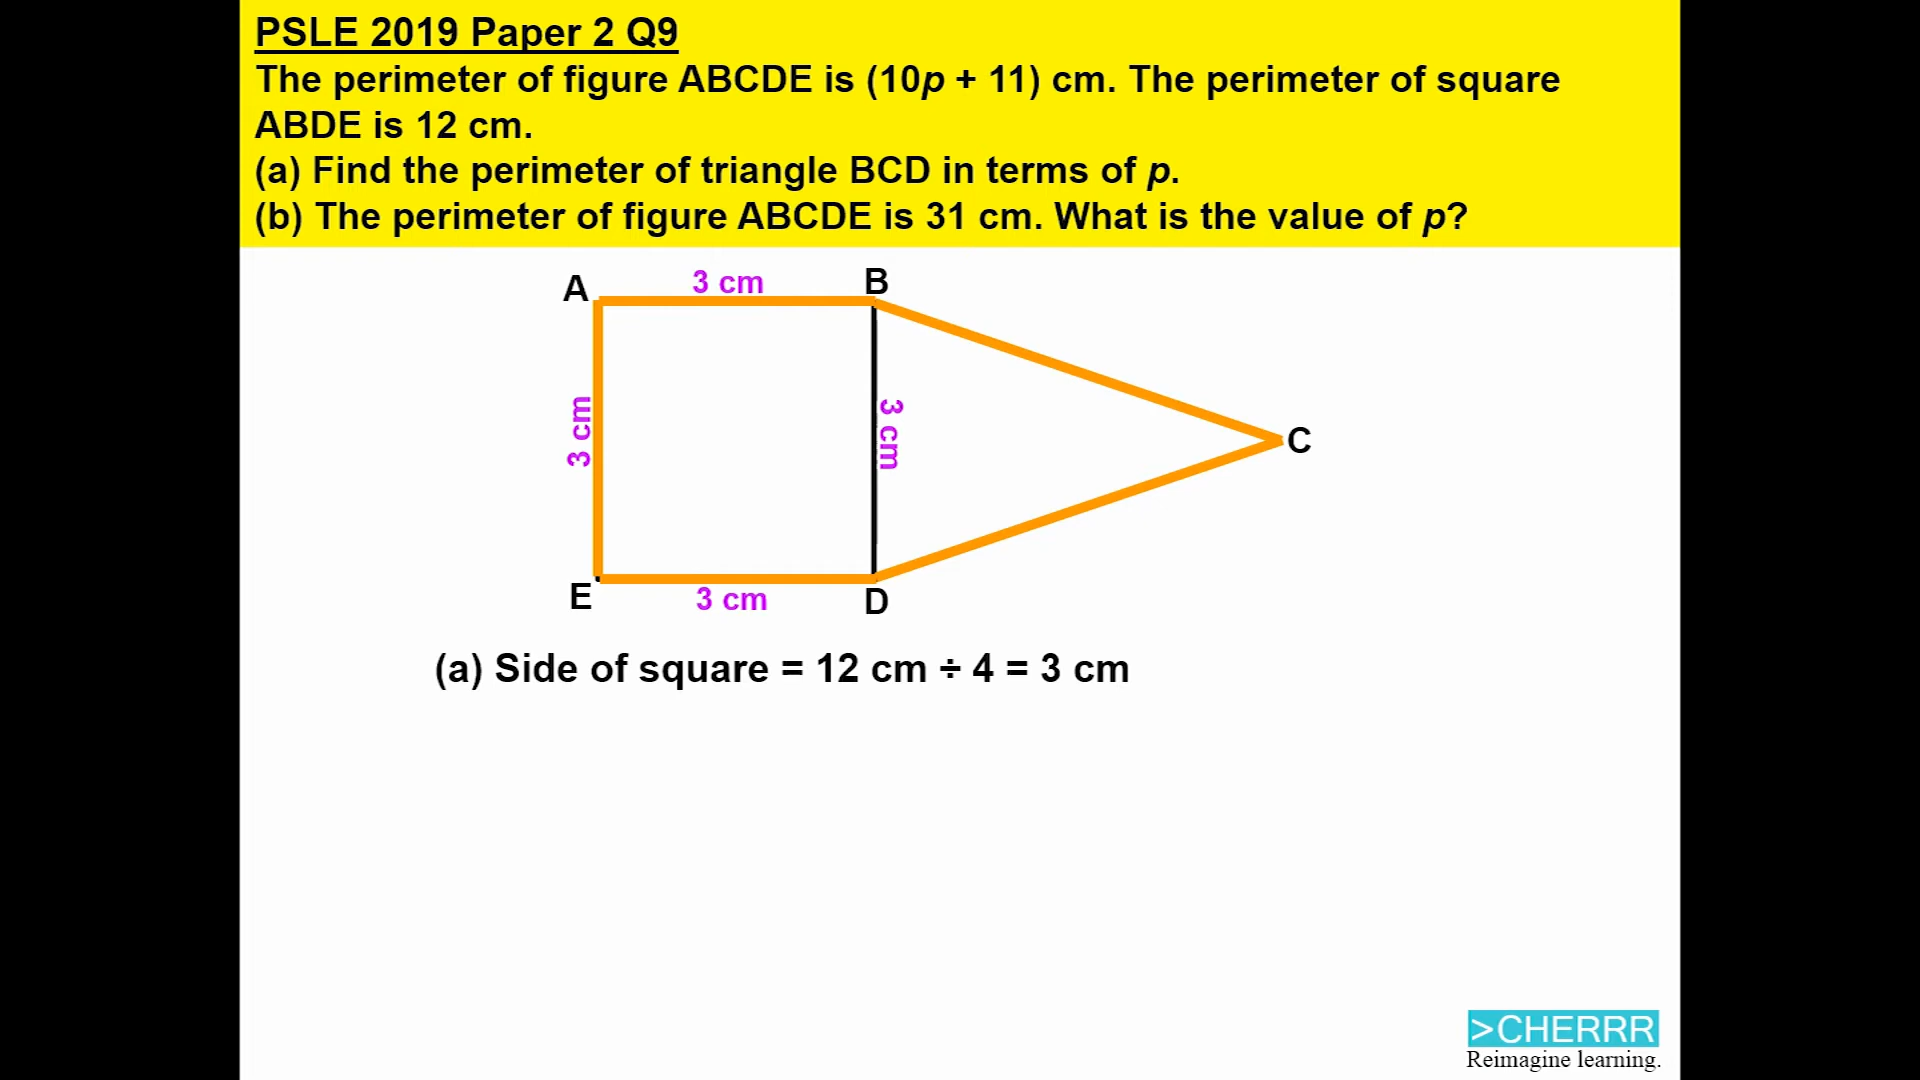 PSLE 2019 Paper 2 Q9
The perimeter of figure ABCDE is (10p + 11) cm. The perimeter of square
ABDE is 12 cm.
(a) Find the perimeter of triangle BCD in terms of p.
(b) The perimeter of figure ABCDE is 31 cm. What is the value of p?
A
3 cm
B
3 cm
3 cm
C
E
3 cm
D
(a) Side of square = 12 cm ÷ 4 = 3 cm
>CHERRR
Reimagine learning.